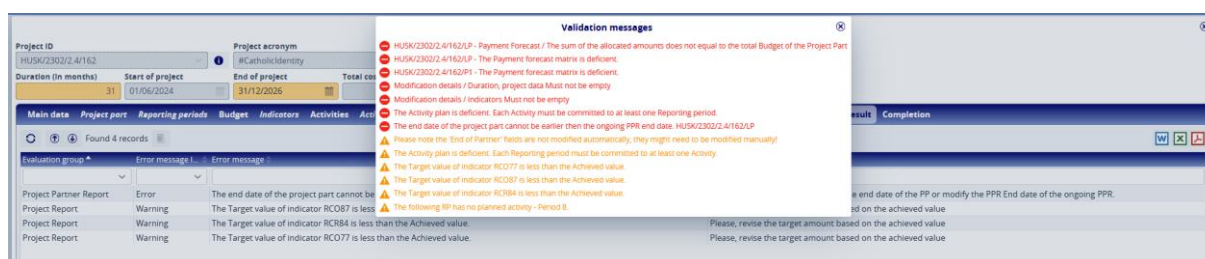 Validation messages
Project ID
Project acronym
HUSK/2302/2.4/162
#CatholicIdentity
Duration (In months)
Start of project
End of project
Total cos
31
01/06/2024
31/12/2026
HUSK/2302/2.4/162/LP - Payment Forecast / The sum of the allocated amounts does not equal to the total Budget of the Project Part
HUSK/2302/2.4/162/LP - The Payment forecast matrix is deficient.
HUSK/2302/2.4/162/P1 - The Payment forecast matrix is deficient.
Modification details / Duration, project data Must not be empty
Modification details / Indicators Must not be empty
The Activity plan is deficient. Each Activity must be committed to at least one Reporting period.
The end date of the project part cannot be earlier then the ongoing PPR end date. HUSK/2302/2.4/162/LP
Please note the 'End of Partner' fields are not modified automatically, they might need to be modified manually!
The Activity plan is deficient. Each Reporting period must be committed to at least one Activity.
The Target value of indicator RCO77 is less than the Achieved value.
The Target value of indicator RCO87 is less than the Achieved value.
The Target value of indicator RCR84 is less than the Achieved value.
The following RP has no planned activity - Period 8.
Main data Project part Reporting periods Budget Indicators Activities Acti
esult Completion
Found 4 records
Evaluation group Error message l... Error message
Project Partner Report Error The end date of the project part cannot be
e end date of the PP or modify the PPR End date of the ongoing PPR.
Project Report Warning The Target value of indicator RCO87 is less
ed on the achieved value
Project Report Warning The Target value of indicator RCR84 is less than the Achieved value. Please, revise the target amount based on the achieved value
Project Report Warning The Target value of indicator RCO77 is less than the Achieved value. Please, revise the target amount based on the achieved value